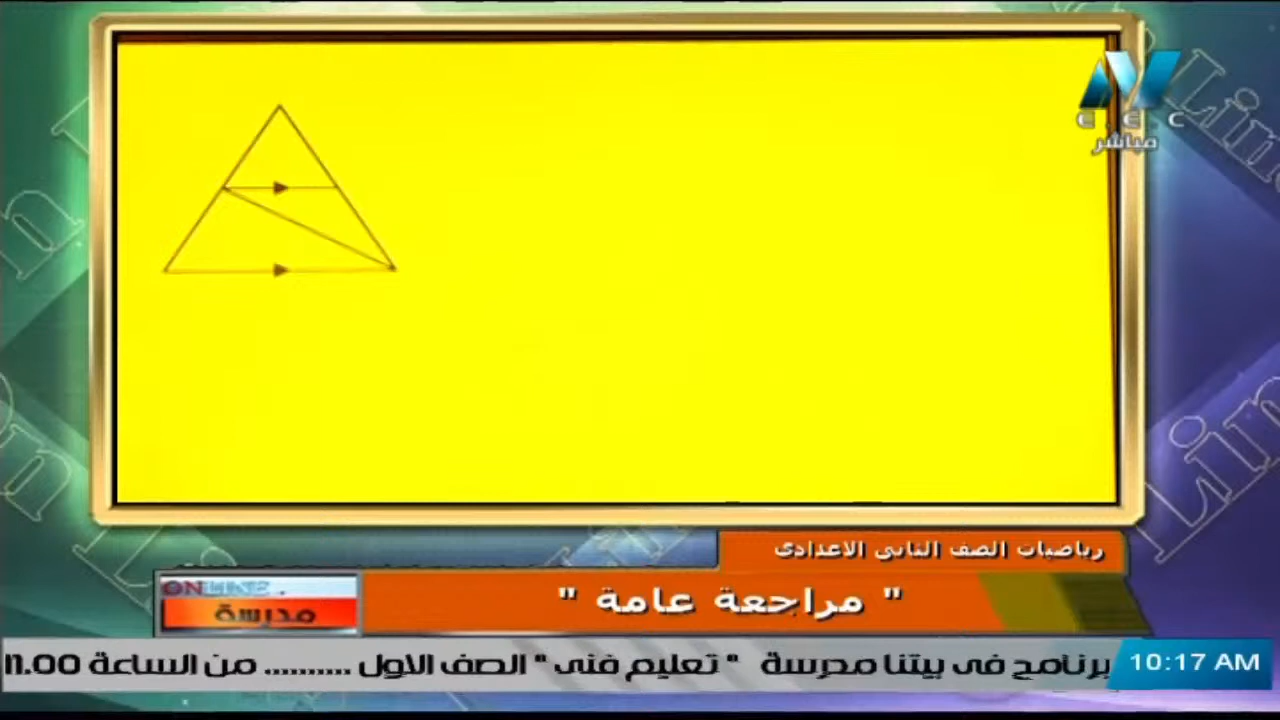 E.E.C
مباشر
رياضيات الصف الثانى الاعدادى
" مراجعة عامة "
ONLINE
مدرسة
برنامج فى بيتنا مدرسة " تعليم فنى " الصف الاول .......... من الساعة 11.00
10:17 AM